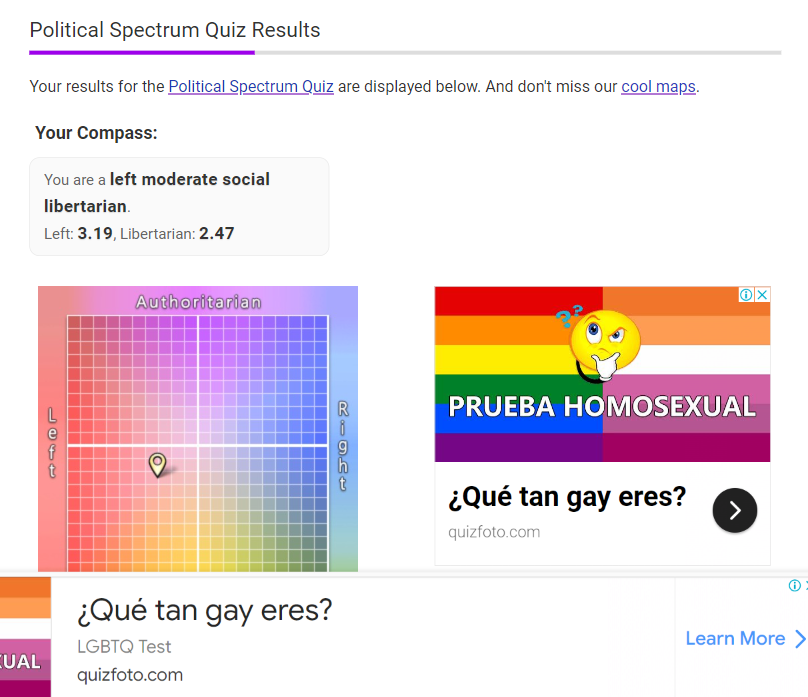 Political Spectrum Quiz Results
Your results for the Political Spectrum Quiz are displayed below. And don't miss our cool maps.
Your Compass:
You are a left moderate social
libertarian.
Left: 3.19, Libertarian: 2.47
Authoritarian
Left
Right
??
PRUEBA HOMOSEXUAL
¿Qué tan gay eres?
quizfoto.com
XUAL
¿Qué tan gay eres?
LGBTQ Test
quizfoto.com
Learn More